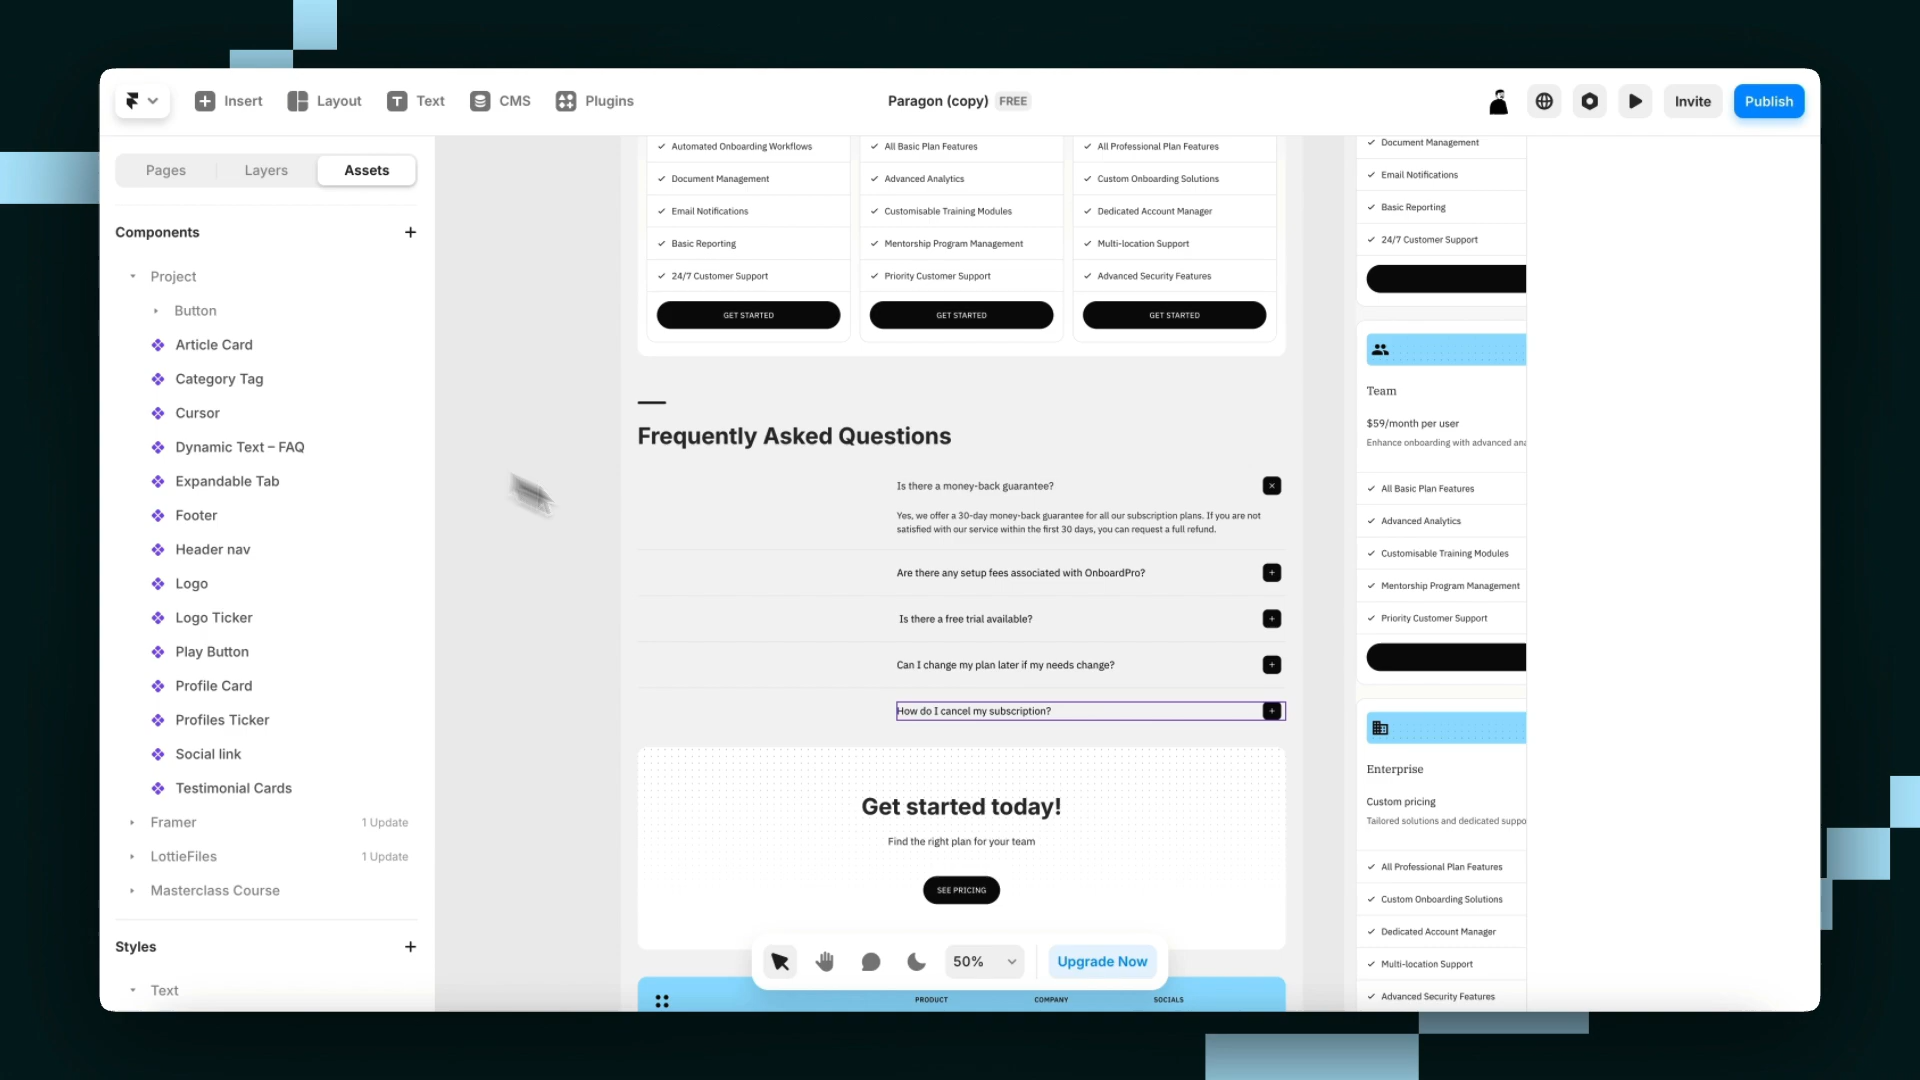 Insert
Layout
Text
CMS
Plugins
Paragon (copy) FREE
Invite
Publish
Pages
Layers
Assets
Components
Project
Button
Article Card
Category Tag
Cursor
Dynamic Text – FAQ
Expandable Tab
Footer
Header nav
Logo
Logo Ticker
Play Button
Profile Card
Profiles Ticker
Social link
Testimonial Cards
Framer 1 Update
LottieFiles 1 Update
Masterclass Course
Styles
Text
Automated Onboarding Workflows
Document Management
Email Notifications
Basic Reporting
24/7 Customer Support
GET STARTED
All Basic Plan Features
Advanced Analytics
Customisable Training Modules
Mentorship Program Management
Priority Customer Support
GET STARTED
All Professional Plan Features
Custom Onboarding Solutions
Dedicated Account Manager
Multi-location Support
Advanced Security Features
GET STARTED
Frequently Asked Questions
Is there a money-back guarantee?
Yes, we offer a 30-day money-back guarantee for all our subscription plans. If you are not
satisfied with our service within the first 30 days, you can request a full refund.
Are there any setup fees associated with OnboardPro?
Is there a free trial available?
Can I change my plan later if my needs change?
How do I cancel my subscription?
Get started today!
Find the right plan for your team
SEE PRICING
50%
Upgrade Now
PRODUCT
COMPANY
SOCIALS
Document Management
Email Notifications
Basic Reporting
24/7 Customer Support
Team
$59/month per user
Enhance onboarding with advanced ana
All Basic Plan Features
Advanced Analytics
Customisable Training Modules
Mentorship Program Management
Priority Customer Support
Enterprise
Custom pricing
Tailored solutions and dedicated suppo
All Professional Plan Features
Custom Onboarding Solutions
Dedicated Account Manager
Multi-location Support
Advanced Security Features